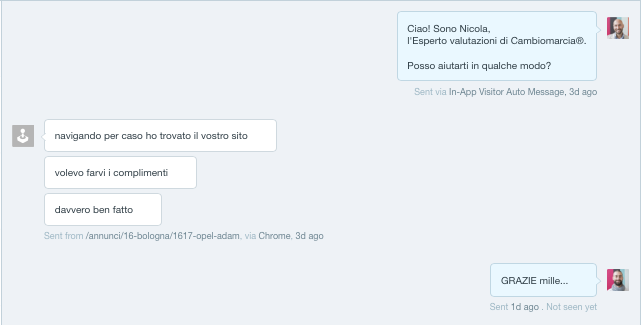 Ciao! Sono Nicola,
l'Esperto valutazioni di Cambiomarcia®.
Posso aiutarti in qualche modo?
Sent via In-App Visitor Auto Message, 3d ago
navigando per caso ho trovato il vostro sito
volevo farvi i complimenti
davvero ben fatto
Sent from /annunci/16-bologna/1617-opel-adam, via Chrome, 3d ago
GRAZIE mille...
Sent 1d ago . Not seen yet